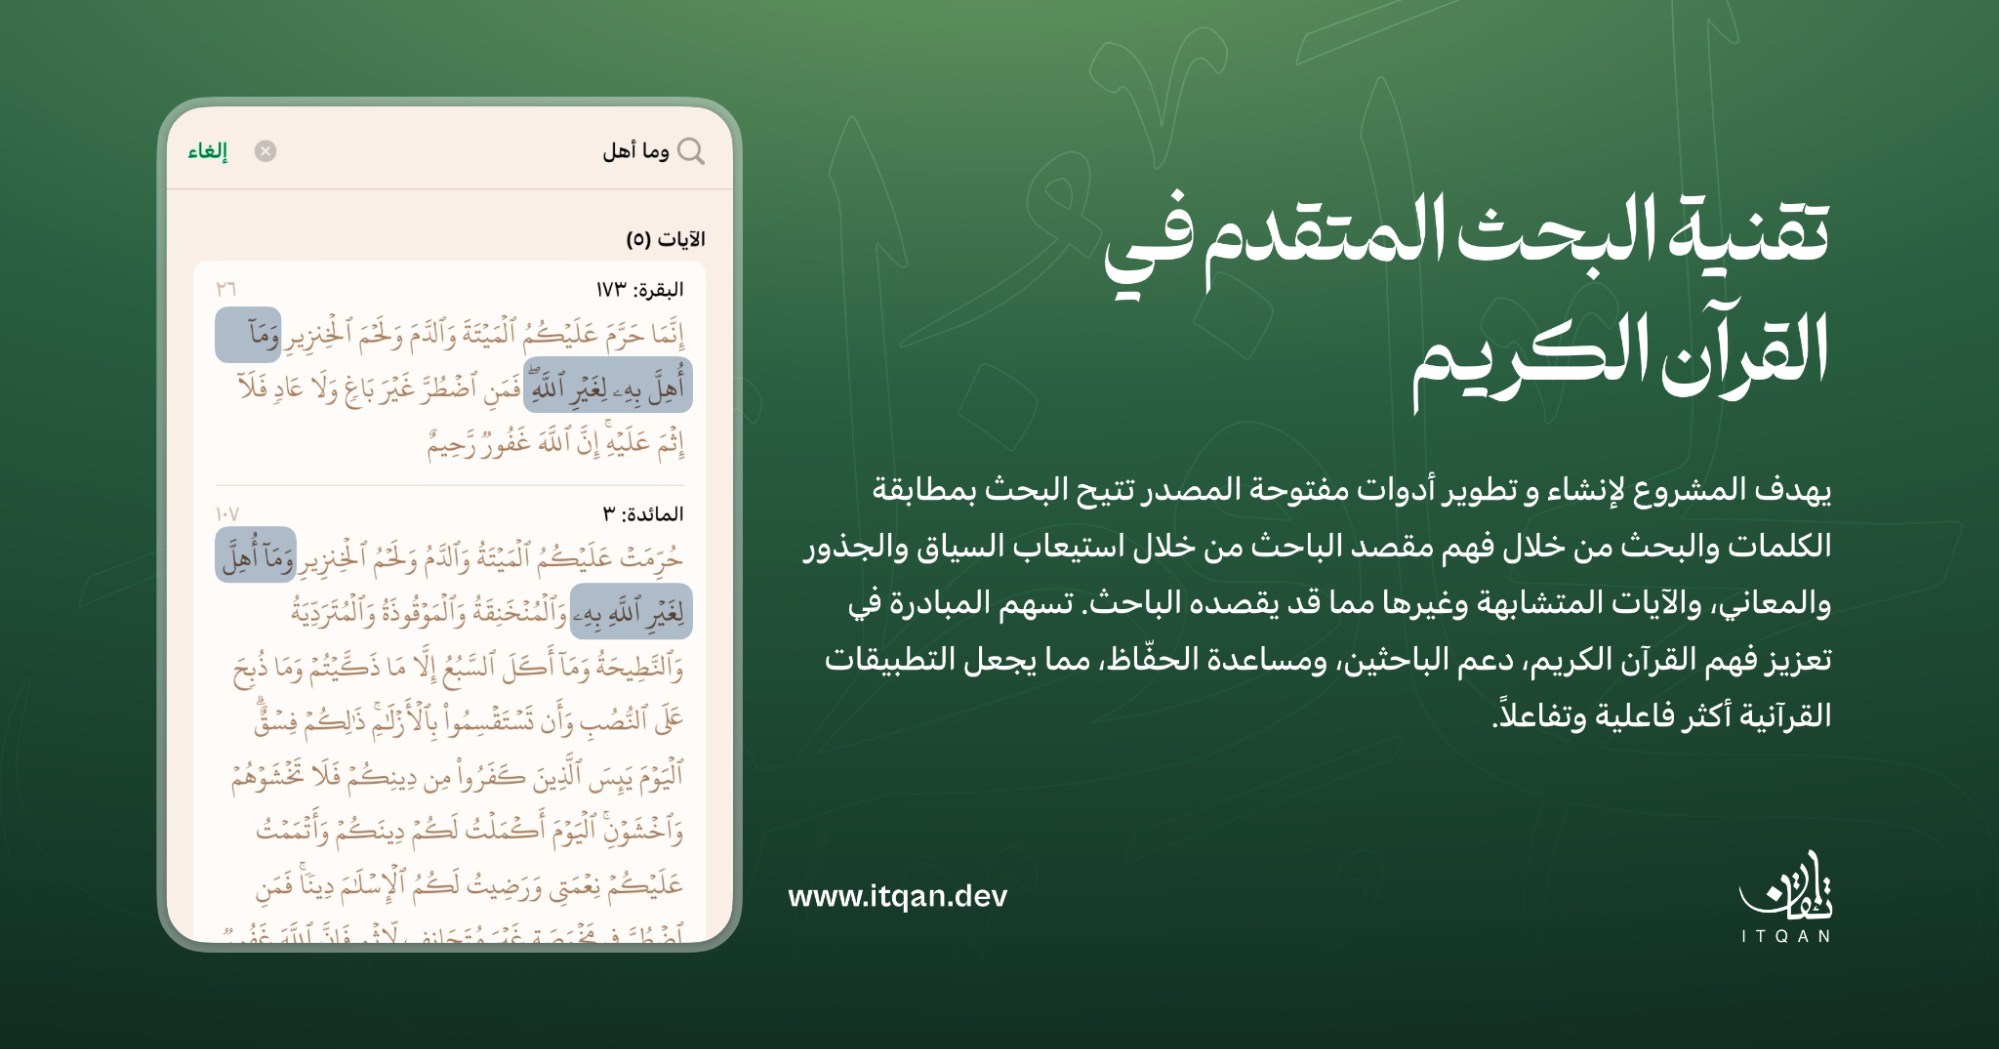 تقنية البحث المتقدم في
القرآن الكريم
يهدف المشروع لإنشاء و تطوير أدوات مفتوحة المصدر تتيح البحث بمطابقة
الكلمات والبحث من خلال فهم مقصد الباحث من خلال استيعاب السياق والجذور
والمعاني، والآيات المتشابهة وغيرها مما قد يقصده الباحث. تسهم المبادرة في
تعزيز فهم القرآن الكريم، دعم الباحثين، ومساعدة الحفّاظ، مما يجعل التطبيقات
القرآنية أكثر فاعلية وتفاعلاً.
إتقان
ITQAN
www.itqan.dev
وما أهل
إلغاء
الآيات (٥)
البقرة: ١٧٣ ٢٦
إِنَّمَا حَرَّمَ عَلَيْكُمُ ٱلْمَيْتَةَ وَٱلدَّمَ وَلَحْمَ ٱلْخِنزِيرِ وَمَآ
أُهِلَّ بِهِۦ لِغَيْرِ ٱللَّهِۖ فَمَنِ ٱضْطُرَّ غَيْرَ بَاغٍ وَلَا عَادٍ فَلَآ
إِثْمَ عَلَيْهِۚ إِنَّ ٱللَّهَ غَفُورٌ رَّحِيمٌ
المائدة: ٣ ١٠٧
حُرِّمَتْ عَلَيْكُمُ ٱلْمَيْتَةُ وَٱلدَّمُ وَلَحْمُ ٱلْخِنزِيرِ وَمَآ أُهِلَّ
لِغَيْرِ ٱللَّهِ بِهِۦ وَٱلْمُنْخَنِقَةُ وَٱلْمَوْقُوذَةُ وَٱلْمُتَرَدِّيَةُ
وَٱلنَّطِيحَةُ وَمَآ أَكَلَ ٱلسَّبُعُ إِلَّا مَا ذَكَّيْتُمْ وَمَا ذُبِحَ
عَلَى ٱلنُّصُبِ وَأَن تَسْتَقْسِمُوا۟ بِٱلْأَزْلَٰمِۚ ذَٰلِكُمْ فِسْقٌۗ
ٱلْيَوْمَ يَئِسَ ٱلَّذِينَ كَفَرُوا۟ مِن دِينِكُمْ فَلَا تَخْشَوْهُمْ
وَٱخْشَوْنِۚ ٱلْيَوْمَ أَكْمَلْتُ لَكُمْ دِينَكُمْ وَأَتْمَمْتُ
عَلَيْكُمْ نِعْمَتِى وَرَضِيتُ لَكُمُ ٱلْإِسْلَٰمَ دِينًاۚ فَمَنِ
ٱضْطُرَّ فِى مَخْمَصَةٍ غَيْرَ مُتَجَانِفٍ لِّإِثْمٍ فَإِنَّ ٱللَّهَ غَفُورٌ